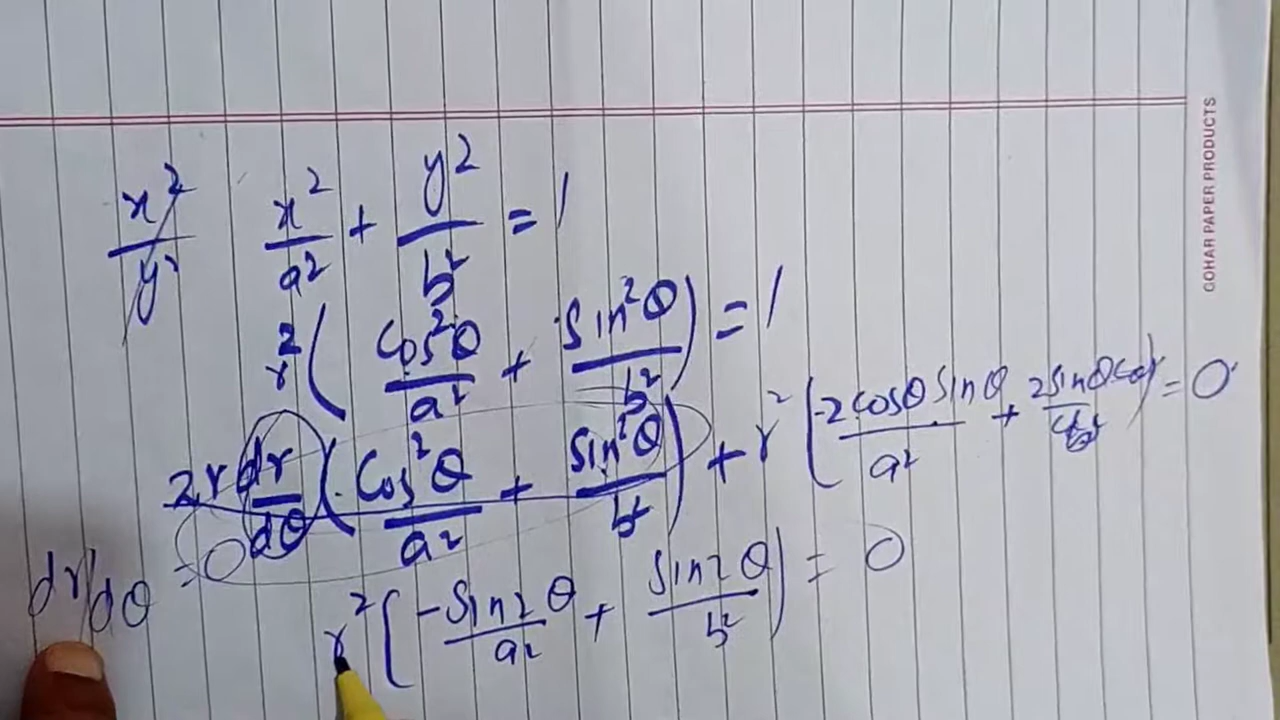 x²/y² x²/a² + y²/b² = 1
r² ( cos²θ/a² + sin²θ/b² ) = 1
2r dr/dθ ( cos²θ/a² + sin²θ/b² ) + r² ( -2cosθ sinθ/a² + 2sinθ cosθ/b² ) = 0
dr/dθ = 0
r² [ -sin2θ/a² + sin2θ/b² ) = 0
GOHAR PAPER PRODUCTS